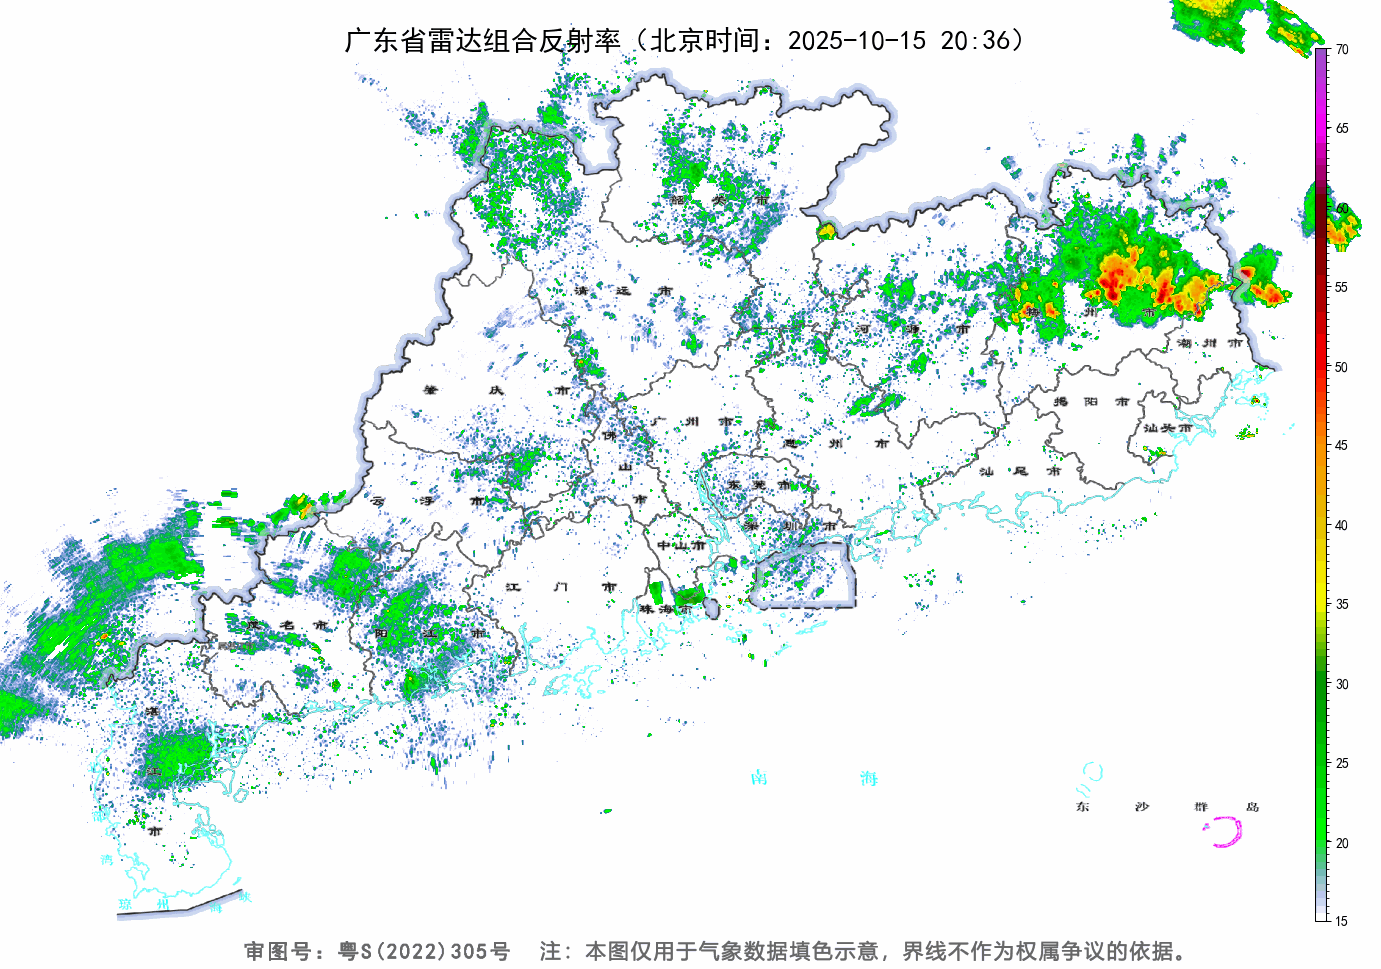 广东省雷达组合反射率（北京时间：2025-10-15 20:36）
70
65
60
55
50
45
40
35
30
25
20
15
韶关市
清远市
河源市
梅州市
潮州市
肇庆市
广州市
佛山市
惠州市
揭阳市
汕头市
汕尾市
云浮市
东莞市
深圳市
中山市
江门市
珠海市
茂名市
阳江市
湛江市
南海
东沙群岛
湾
琼州海峡
审图号：粤S(2022)305号 注：本图仅用于气象数据填色示意，界线不作为权属争议的依据。